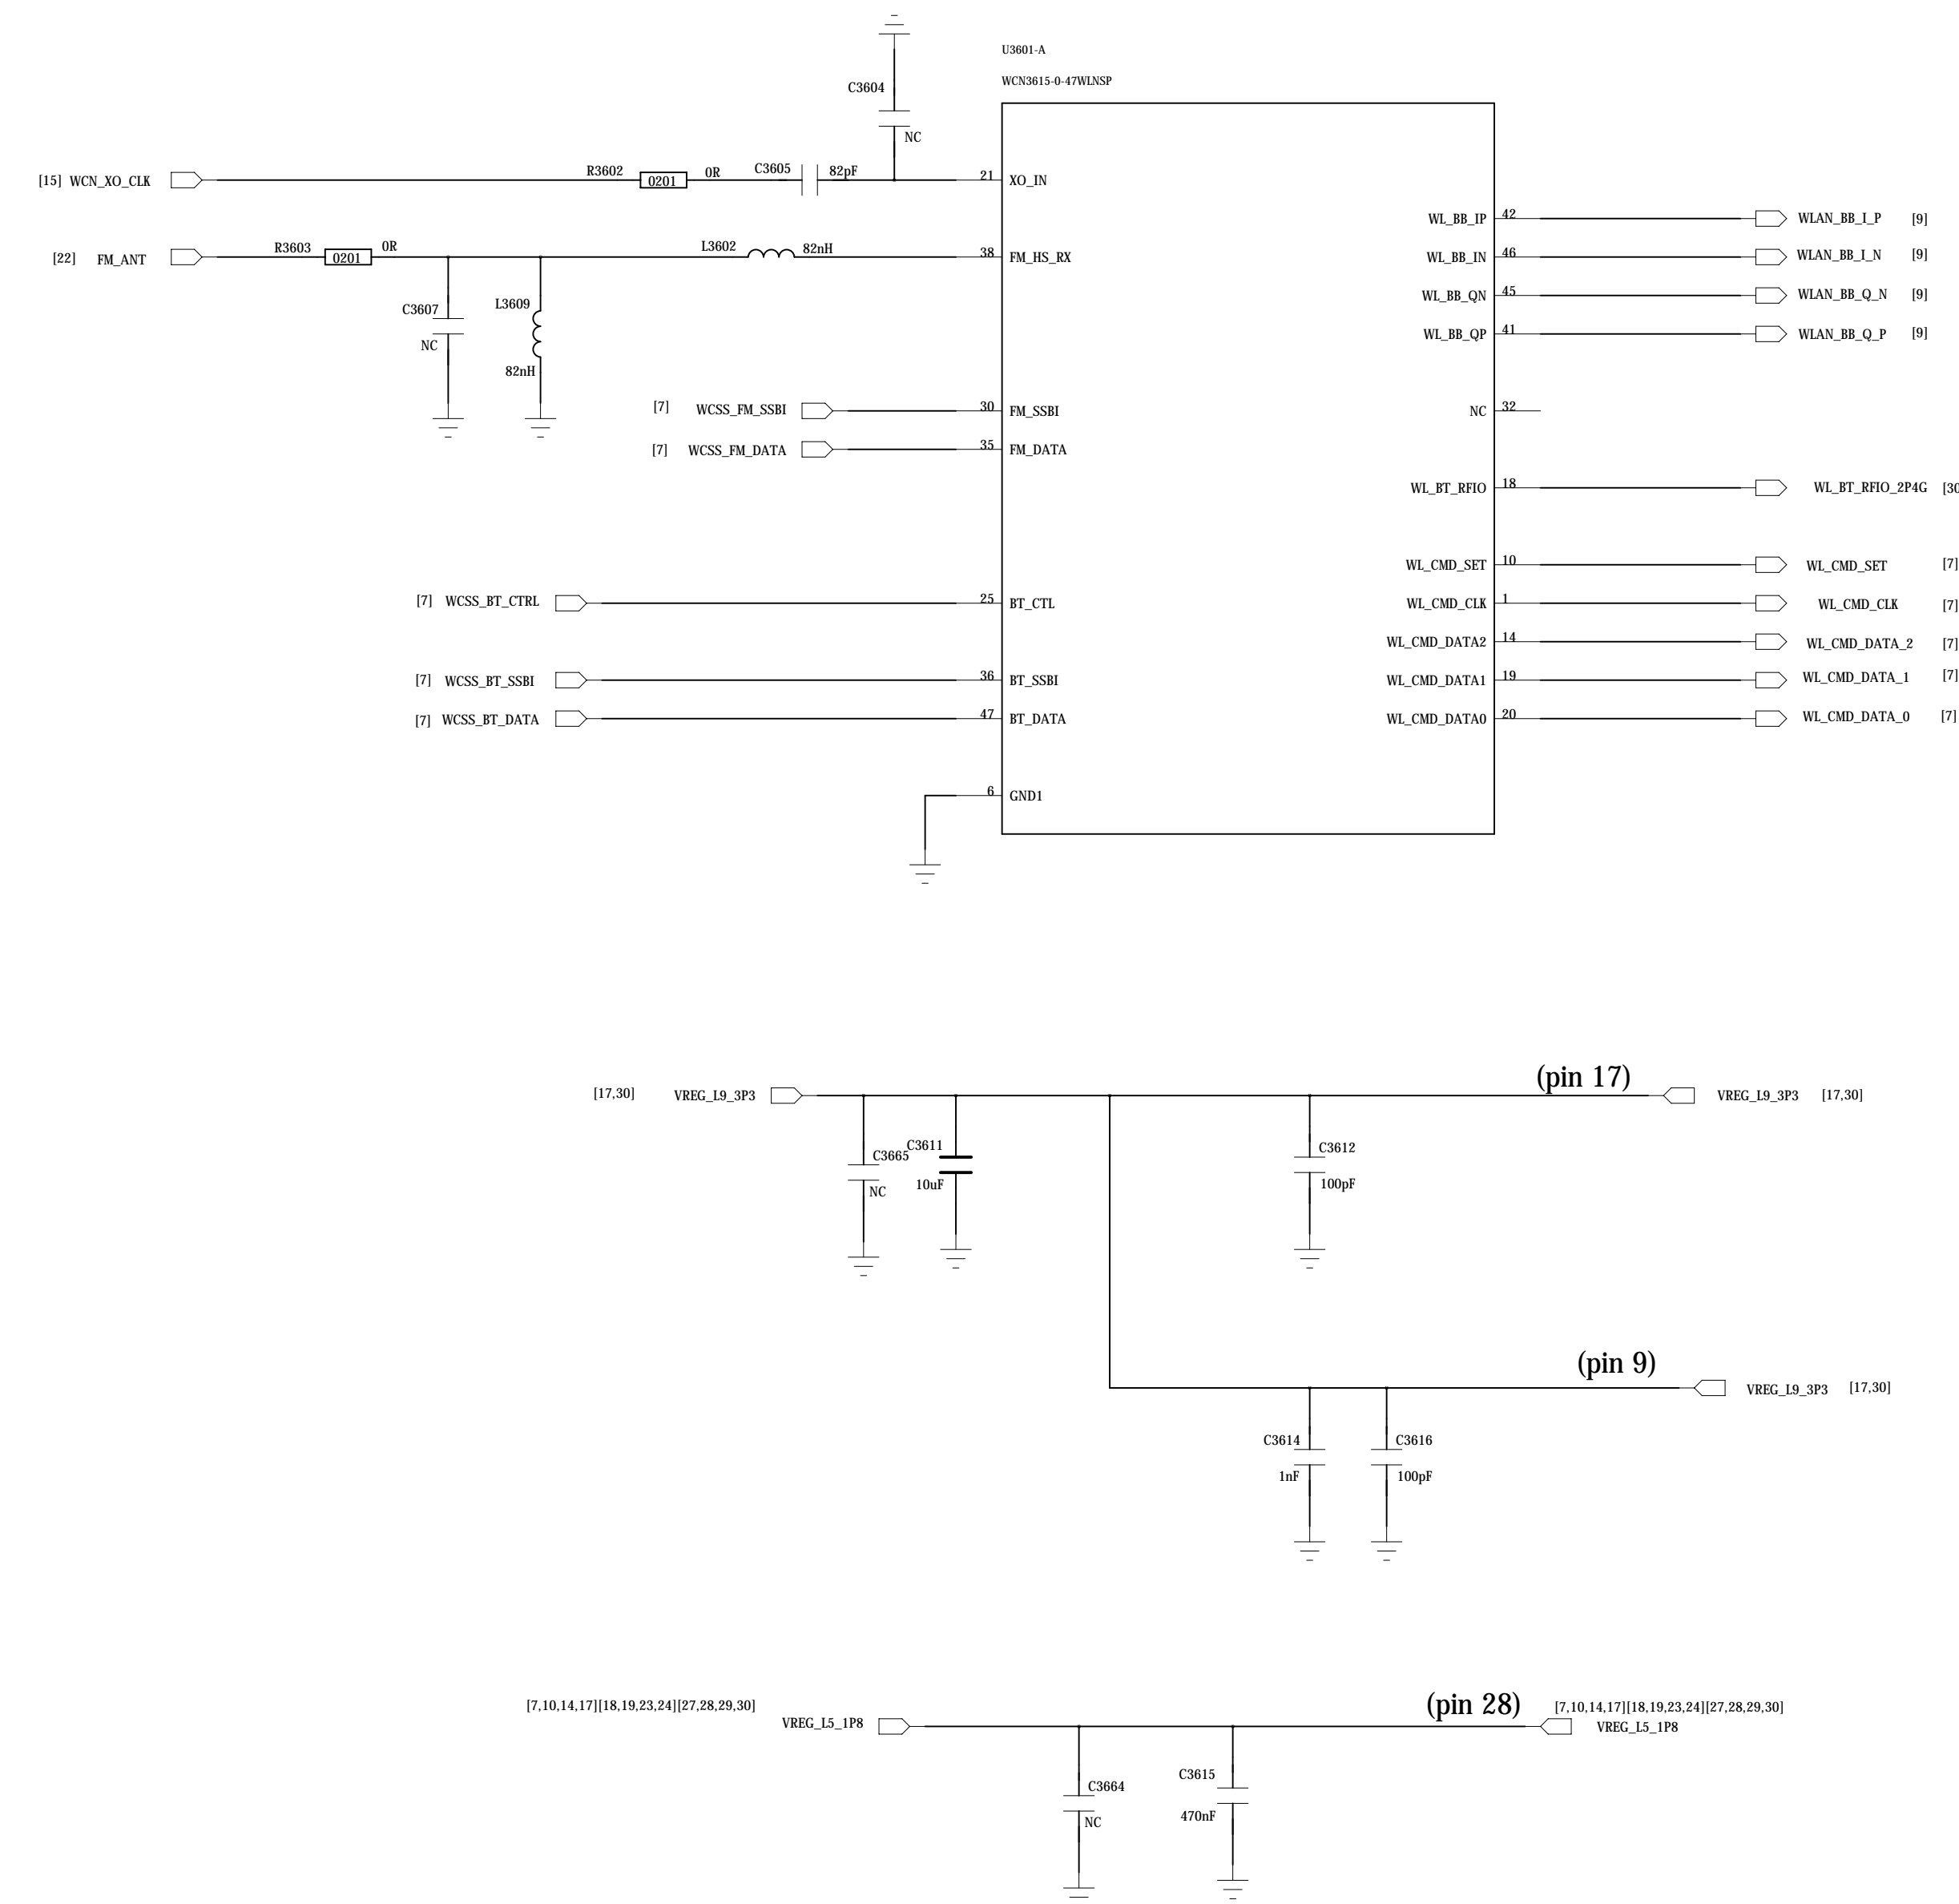 U3601-A
WCN3615-0-47WLNSP
C3604
NC
[15] WCN_XO_CLK
R3602
0201
0R
C3605
82pF
21
XO_IN
[22] FM_ANT
R3603
0201
0R
L3602
82nH
38
FM_HS_RX
C3607
NC
L3609
82nH
[7] WCSS_FM_SSBI
30
FM_SSBI
[7] WCSS_FM_DATA
35
FM_DATA
[7] WCSS_BT_CTRL
25
BT_CTL
[7] WCSS_BT_SSBI
36
BT_SSBI
[7] WCSS_BT_DATA
47
BT_DATA
6
GND1
WL_BB_IP 42 WLAN_BB_I_P [9]
WL_BB_IN 46 WLAN_BB_I_N [9]
WL_BB_QN 45 WLAN_BB_Q_N [9]
WL_BB_QP 41 WLAN_BB_Q_P [9]
NC 32
WL_BT_RFIO 18 WL_BT_RFIO_2P4G [30
WL_CMD_SET 10 WL_CMD_SET [7]
WL_CMD_CLK 1 WL_CMD_CLK [7]
WL_CMD_DATA2 14 WL_CMD_DATA_2 [7]
WL_CMD_DATA1 19 WL_CMD_DATA_1 [7]
WL_CMD_DATA0 20 WL_CMD_DATA_0 [7]
(pin 17)
[17,30] VREG_L9_3P3
VREG_L9_3P3 [17,30]
C3665
NC
C3611
10uF
C3612
100pF
(pin 9)
VREG_L9_3P3 [17,30]
C3614
1nF
C3616
100pF
[7,10,14,17][18,19,23,24][27,28,29,30]
VREG_L5_1P8
(pin 28)
[7,10,14,17][18,19,23,24][27,28,29,30]
VREG_L5_1P8
C3664
NC
C3615
470nF